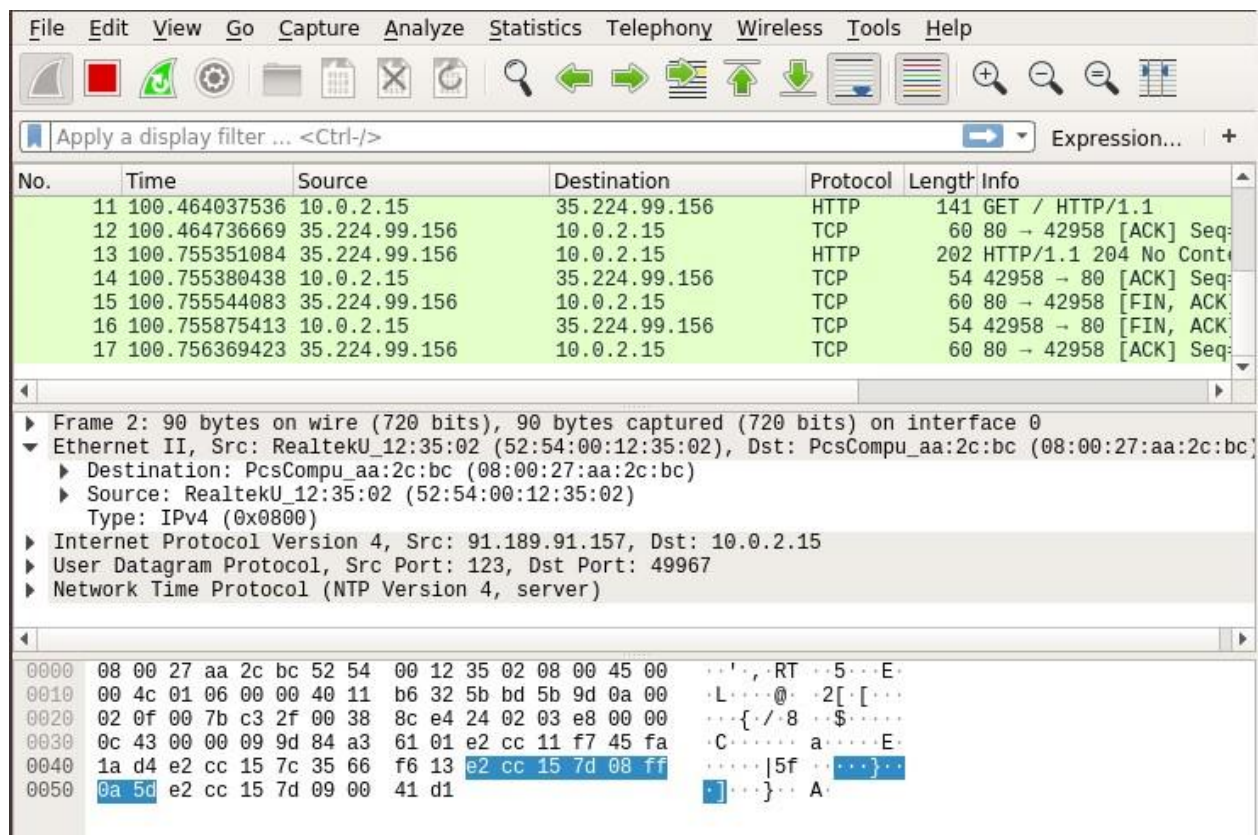 File Edit View Go Capture Analyze Statistics Telephony Wireless Tools Help
Apply a display filter ... <Ctrl-/> Expression... +
No. Time Source Destination Protocol Length Info
11 100.464037536 10.0.2.15 35.224.99.156 HTTP 141 GET / HTTP/1.1
12 100.464736669 35.224.99.156 10.0.2.15 TCP 60 80 → 42958 [ACK] Seq=
13 100.755351084 35.224.99.156 10.0.2.15 HTTP 202 HTTP/1.1 204 No Conte
14 100.755380438 10.0.2.15 35.224.99.156 TCP 54 42958 → 80 [ACK] Seq=
15 100.755544083 35.224.99.156 10.0.2.15 TCP 60 80 → 42958 [FIN, ACK]
16 100.755875413 10.0.2.15 35.224.99.156 TCP 54 42958 → 80 [FIN, ACK]
17 100.756369423 35.224.99.156 10.0.2.15 TCP 60 80 → 42958 [ACK] Seq=
Frame 2: 90 bytes on wire (720 bits), 90 bytes captured (720 bits) on interface 0
Ethernet II, Src: RealtekU_12:35:02 (52:54:00:12:35:02), Dst: PcsCompu_aa:2c:bc (08:00:27:aa:2c:bc)
Destination: PcsCompu_aa:2c:bc (08:00:27:aa:2c:bc)
Source: RealtekU_12:35:02 (52:54:00:12:35:02)
Type: IPv4 (0x0800)
Internet Protocol Version 4, Src: 91.189.91.157, Dst: 10.0.2.15
User Datagram Protocol, Src Port: 123, Dst Port: 49967
Network Time Protocol (NTP Version 4, server)
0000 08 00 27 aa 2c bc 52 54 00 12 35 02 08 00 45 00 ··'·,·RT ··5···E·
0010 00 4c 01 06 00 00 40 11 b6 32 5b bd 5b 9d 0a 00 ·L····@· ·2[·[···
0020 02 0f 00 7b c3 2f 00 38 8c e4 24 02 03 e8 00 00 ···{·/·8 ··$·····
0030 0c 43 00 00 09 9d 84 a3 61 01 e2 cc 11 f7 45 fa ·C······ a·····E·
0040 1a d4 e2 cc 15 7c 35 66 f6 13 e2 cc 15 7d 08 ff ·····|5f ·····}··
0050 0a 5d e2 cc 15 7d 09 00 41 d1 ·]···}·· A·